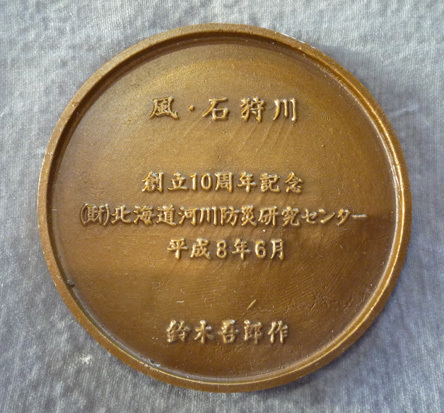 風・石狩川
創立10周年記念
(財)北海道河川防災研究センター
平成8年6月
鈴木吾郎作